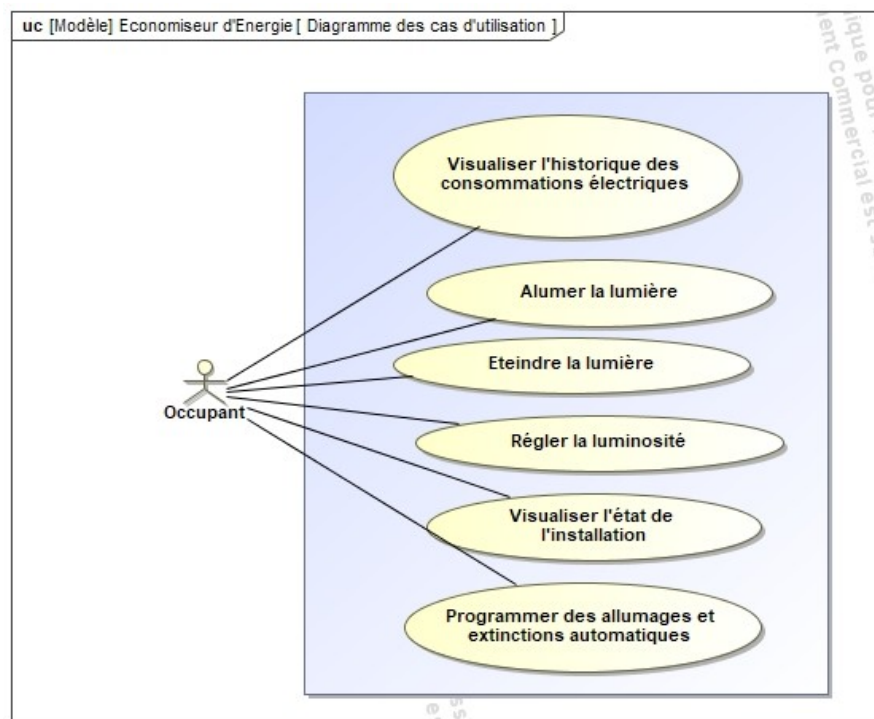 uc [Modèle] Economiseur d'Energie [ Diagramme des cas d'utilisation ]
Visualiser l'historique des
consommations électriques
Alumer la lumière
Eteindre la lumière
Occupant
Régler la luminosité
Visualiser l'état de
l'installation
Programmer des allumages et
extinctions automatiques